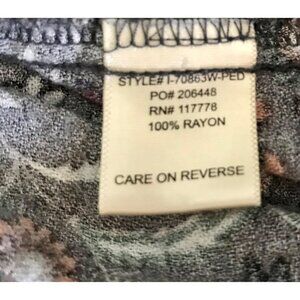 STYLE# I-70863W-PED
PO# 206448
RN# 117778
100% RAYON
CARE ON REVERSE